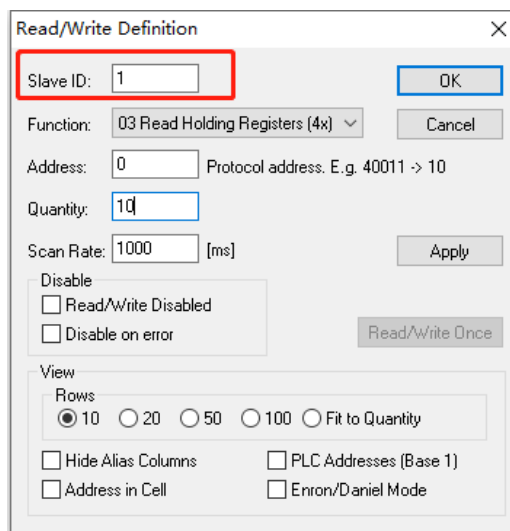 Read/Write Definition
Slave ID: 1
OK
Function: 03 Read Holding Registers (4x)
Cancel
Address: 0 Protocol address. E.g. 40011 -> 10
Quantity: 10
Scan Rate: 1000 [ms]
Apply
Disable
Read/Write Disabled
Disable on error
Read/Write Once
View
Rows
10 20 50 100 Fit to Quantity
Hide Alias Columns PLC Addresses (Base 1)
Address in Cell Enron/Daniel Mode